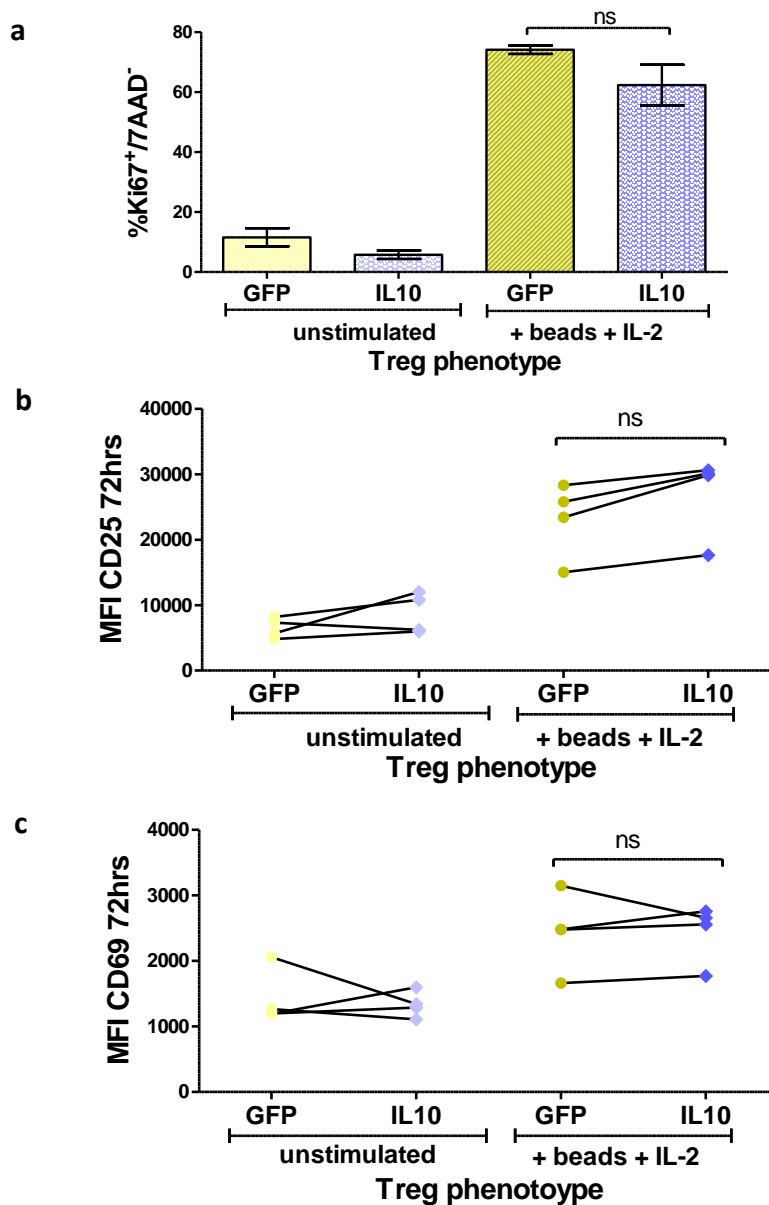 a
ns
80
60
40
20
0
%Ki67⁺/7AAD⁻
GFP IL10 GFP IL10
unstimulated + beads + IL-2
Treg phenotype
b
ns
40000
30000
20000
10000
0
MFI CD25 72hrs
GFP IL10 GFP IL10
unstimulated + beads + IL-2
Treg phenotype
c
ns
4000
3000
2000
1000
0
MFI CD69 72hrs
GFP IL10 GFP IL10
unstimulated + beads + IL-2
Treg phenotoype